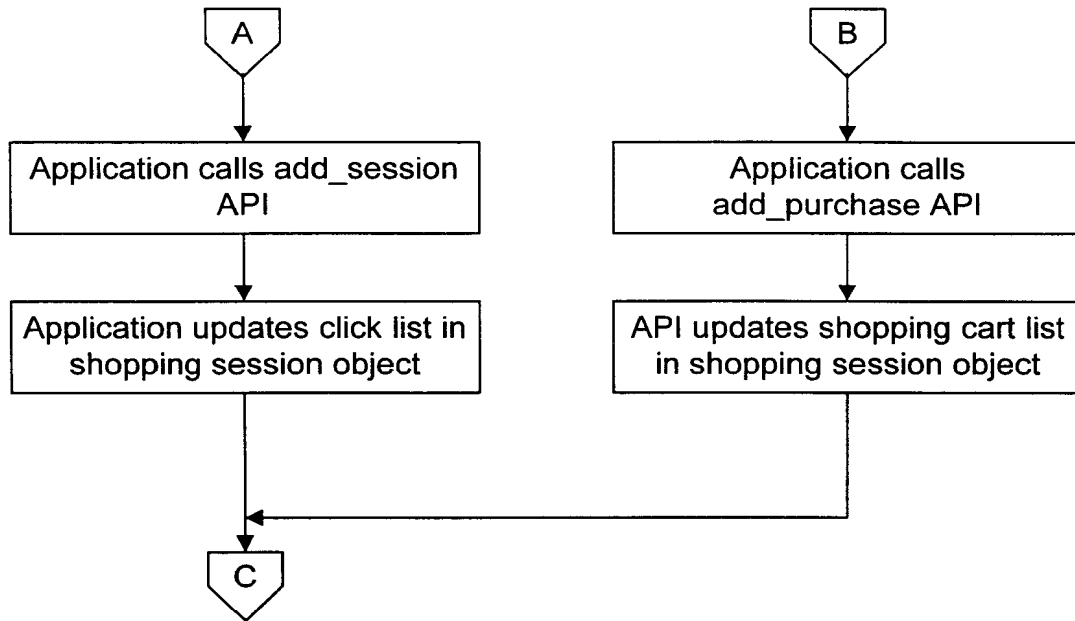 A
Application calls add_session
API
Application updates click list in
shopping session object
B
Application calls
add_purchase API
API updates shopping cart list
in shopping session object
C